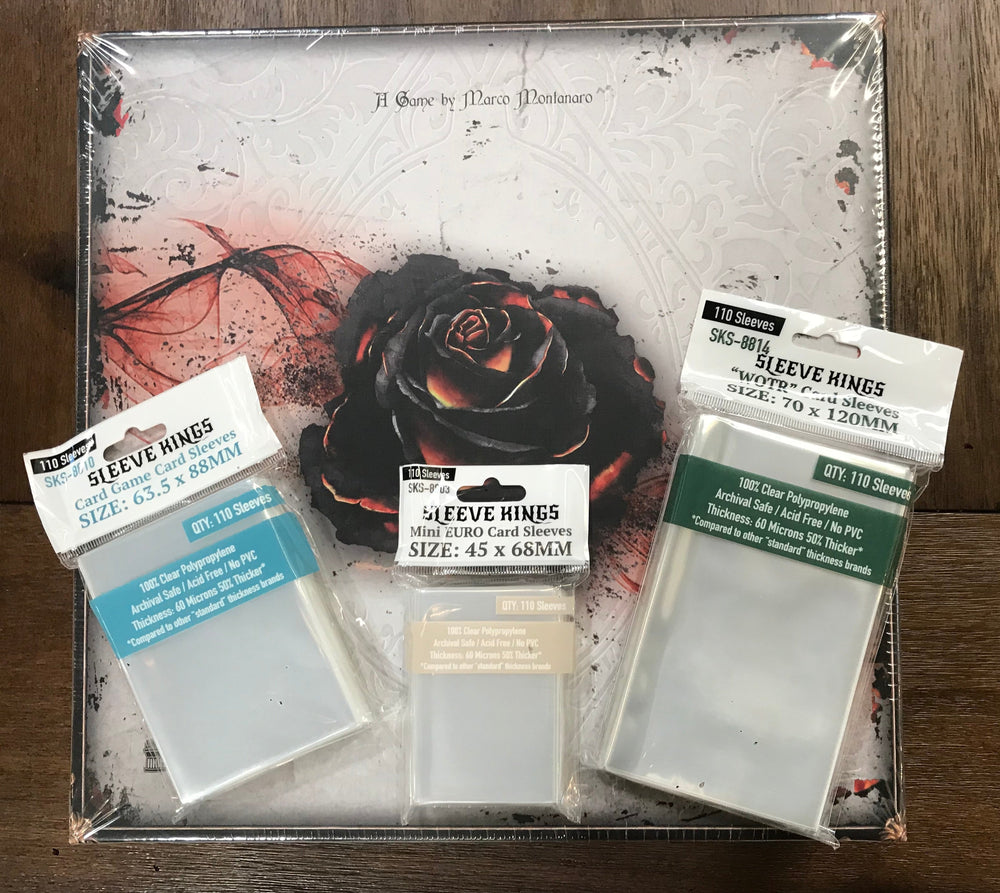 A Game by Marco Montanaro
110 Sleeves
SKS-8814
SLEEVE KINGS
"WOTR" Card Sleeves
SIZE: 70 x 120MM
QTY: 110 Sleeves
100% Clear Polypropylene
Archival Safe / Acid Free / No PVC
Thickness: 60 Microns 50% Thicker*
*Compared to other "standard" thickness brands
110 Sleeves
SLEEVE KINGS
Card Game Card Sleeves
SIZE: 63.5 x 88MM
QTY: 110 Sleeves
100% Clear Polypropylene
Archival Safe / Acid Free / No PVC
Thickness: 60 Microns 50% Thicker*
*Compared to other "standard" thickness brands
110 Sleeves
SLEEVE KINGS
Mini EURO Card Sleeves
SIZE: 45 x 68MM
QTY: 110 Sleeves
100% Clear Polypropylene
Archival Safe / Acid Free / No PVC
Thickness: 60 Microns 50% Thicker*
*Compared to other "standard" thickness brands